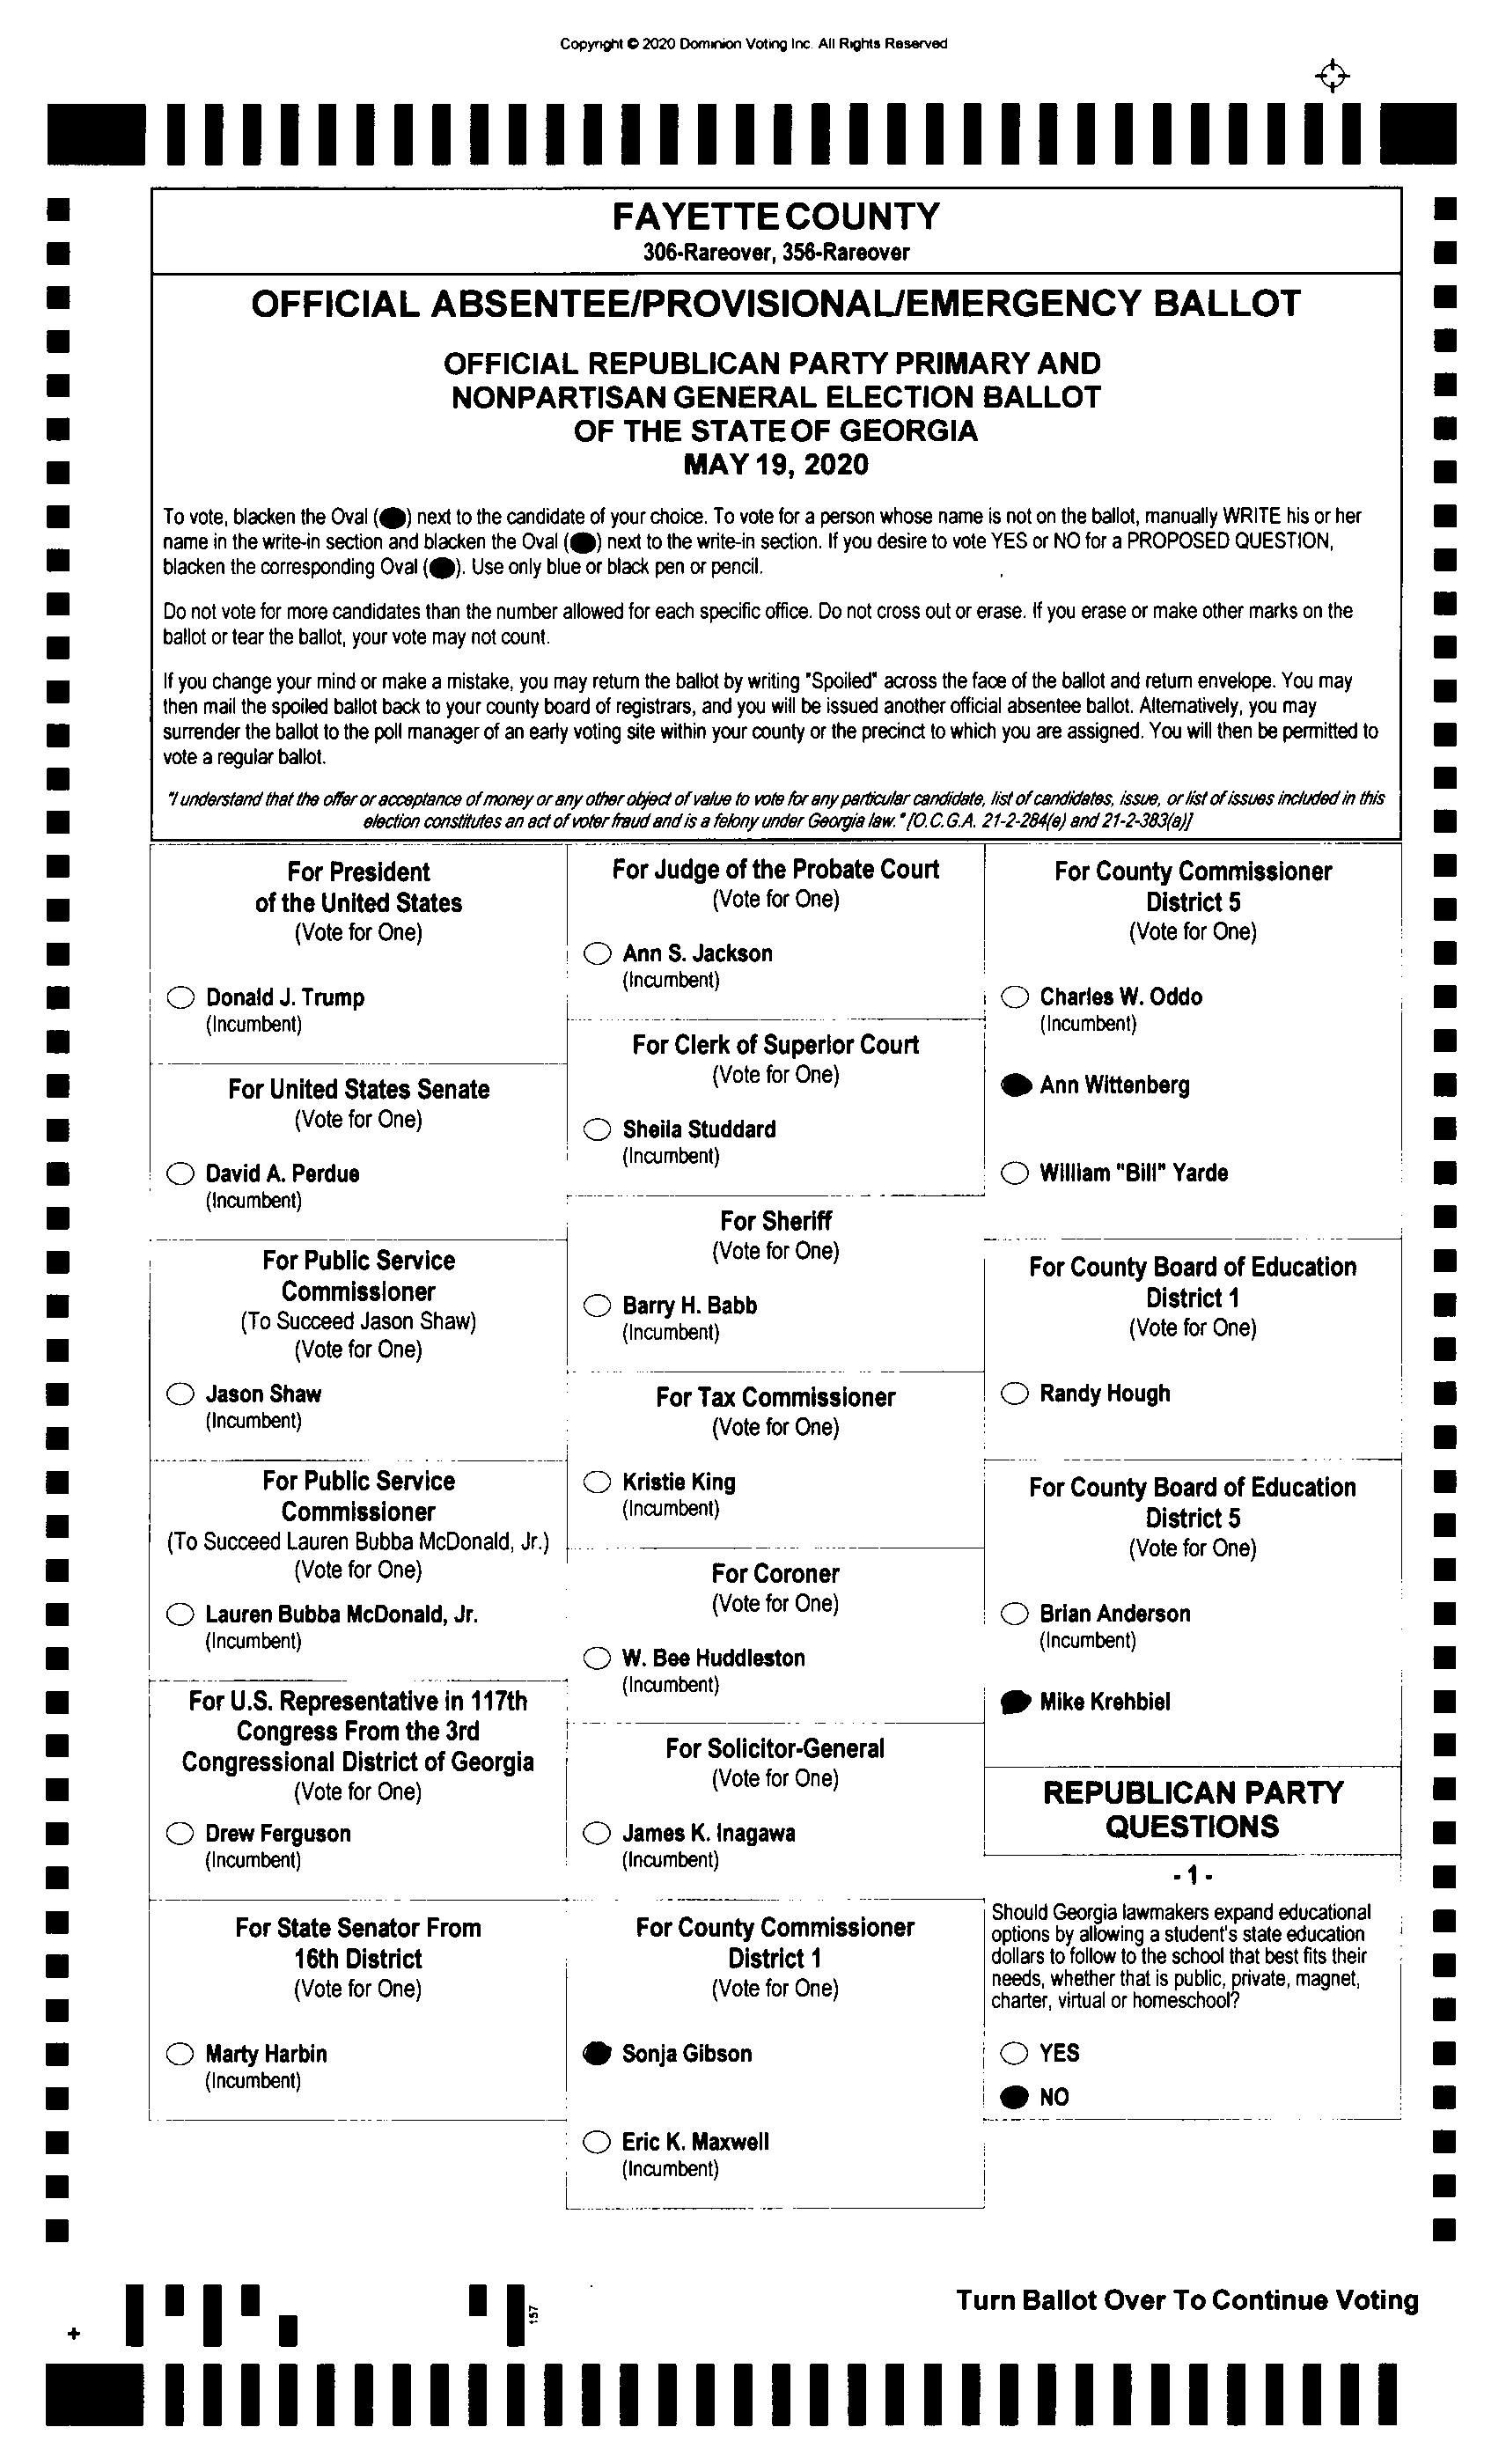 Copyright © 2020 Dominion Voting Inc. All Rights Reserved
FAYETTE COUNTY
306-Rareover, 356-Rareover
OFFICIAL ABSENTEE/PROVISIONAL/EMERGENCY BALLOT
OFFICIAL REPUBLICAN PARTY PRIMARY AND
NONPARTISAN GENERAL ELECTION BALLOT
OF THE STATE OF GEORGIA
MAY 19, 2020
To vote, blacken the Oval (⬬) next to the candidate of your choice. To vote for a person whose name is not on the ballot, manually WRITE his or her
name in the write-in section and blacken the Oval (⬬) next to the write-in section. If you desire to vote YES or NO for a PROPOSED QUESTION,
blacken the corresponding Oval (⬬). Use only blue or black pen or pencil.
Do not vote for more candidates than the number allowed for each specific office. Do not cross out or erase. If you erase or make other marks on the
ballot or tear the ballot, your vote may not count.
If you change your mind or make a mistake, you may return the ballot by writing "Spoiled" across the face of the ballot and return envelope. You may
then mail the spoiled ballot back to your county board of registrars, and you will be issued another official absentee ballot. Alternatively, you may
surrender the ballot to the poll manager of an early voting site within your county or the precinct to which you are assigned. You will then be permitted to
vote a regular ballot.
"I understand that the offer or acceptance of money or any other object of value to vote for any particular candidate, list of candidates, issue, or list of issues included in this
election constitutes an act of voter fraud and is a felony under Georgia law." [O.C.G.A. 21-2-284(e) and 21-2-383(a)]
For President
of the United States
(Vote for One)
Donald J. Trump
(Incumbent)
For United States Senate
(Vote for One)
David A. Perdue
(Incumbent)
For Public Service
Commissioner
(To Succeed Jason Shaw)
(Vote for One)
Jason Shaw
(Incumbent)
For Public Service
Commissioner
(To Succeed Lauren Bubba McDonald, Jr.)
(Vote for One)
Lauren Bubba McDonald, Jr.
(Incumbent)
For U.S. Representative in 117th
Congress From the 3rd
Congressional District of Georgia
(Vote for One)
Drew Ferguson
(Incumbent)
For State Senator From
16th District
(Vote for One)
Marty Harbin
(Incumbent)
For Judge of the Probate Court
(Vote for One)
Ann S. Jackson
(Incumbent)
For Clerk of Superior Court
(Vote for One)
Sheila Studdard
(Incumbent)
For Sheriff
(Vote for One)
Barry H. Babb
(Incumbent)
For Tax Commissioner
(Vote for One)
Kristie King
(Incumbent)
For Coroner
(Vote for One)
W. Bee Huddleston
(Incumbent)
For Solicitor-General
(Vote for One)
James K. Inagawa
(Incumbent)
For County Commissioner
District 1
(Vote for One)
Sonja Gibson
Eric K. Maxwell
(Incumbent)
For County Commissioner
District 5
(Vote for One)
Charles W. Oddo
(Incumbent)
Ann Wittenberg
William "Bill" Yarde
For County Board of Education
District 1
(Vote for One)
Randy Hough
For County Board of Education
District 5
(Vote for One)
Brian Anderson
(Incumbent)
Mike Krehbiel
REPUBLICAN PARTY
QUESTIONS
- 1 -
Should Georgia lawmakers expand educational
options by allowing a student's state education
dollars to follow to the school that best fits their
needs, whether that is public, private, magnet,
charter, virtual or homeschool?
YES
NO
157
Turn Ballot Over To Continue Voting